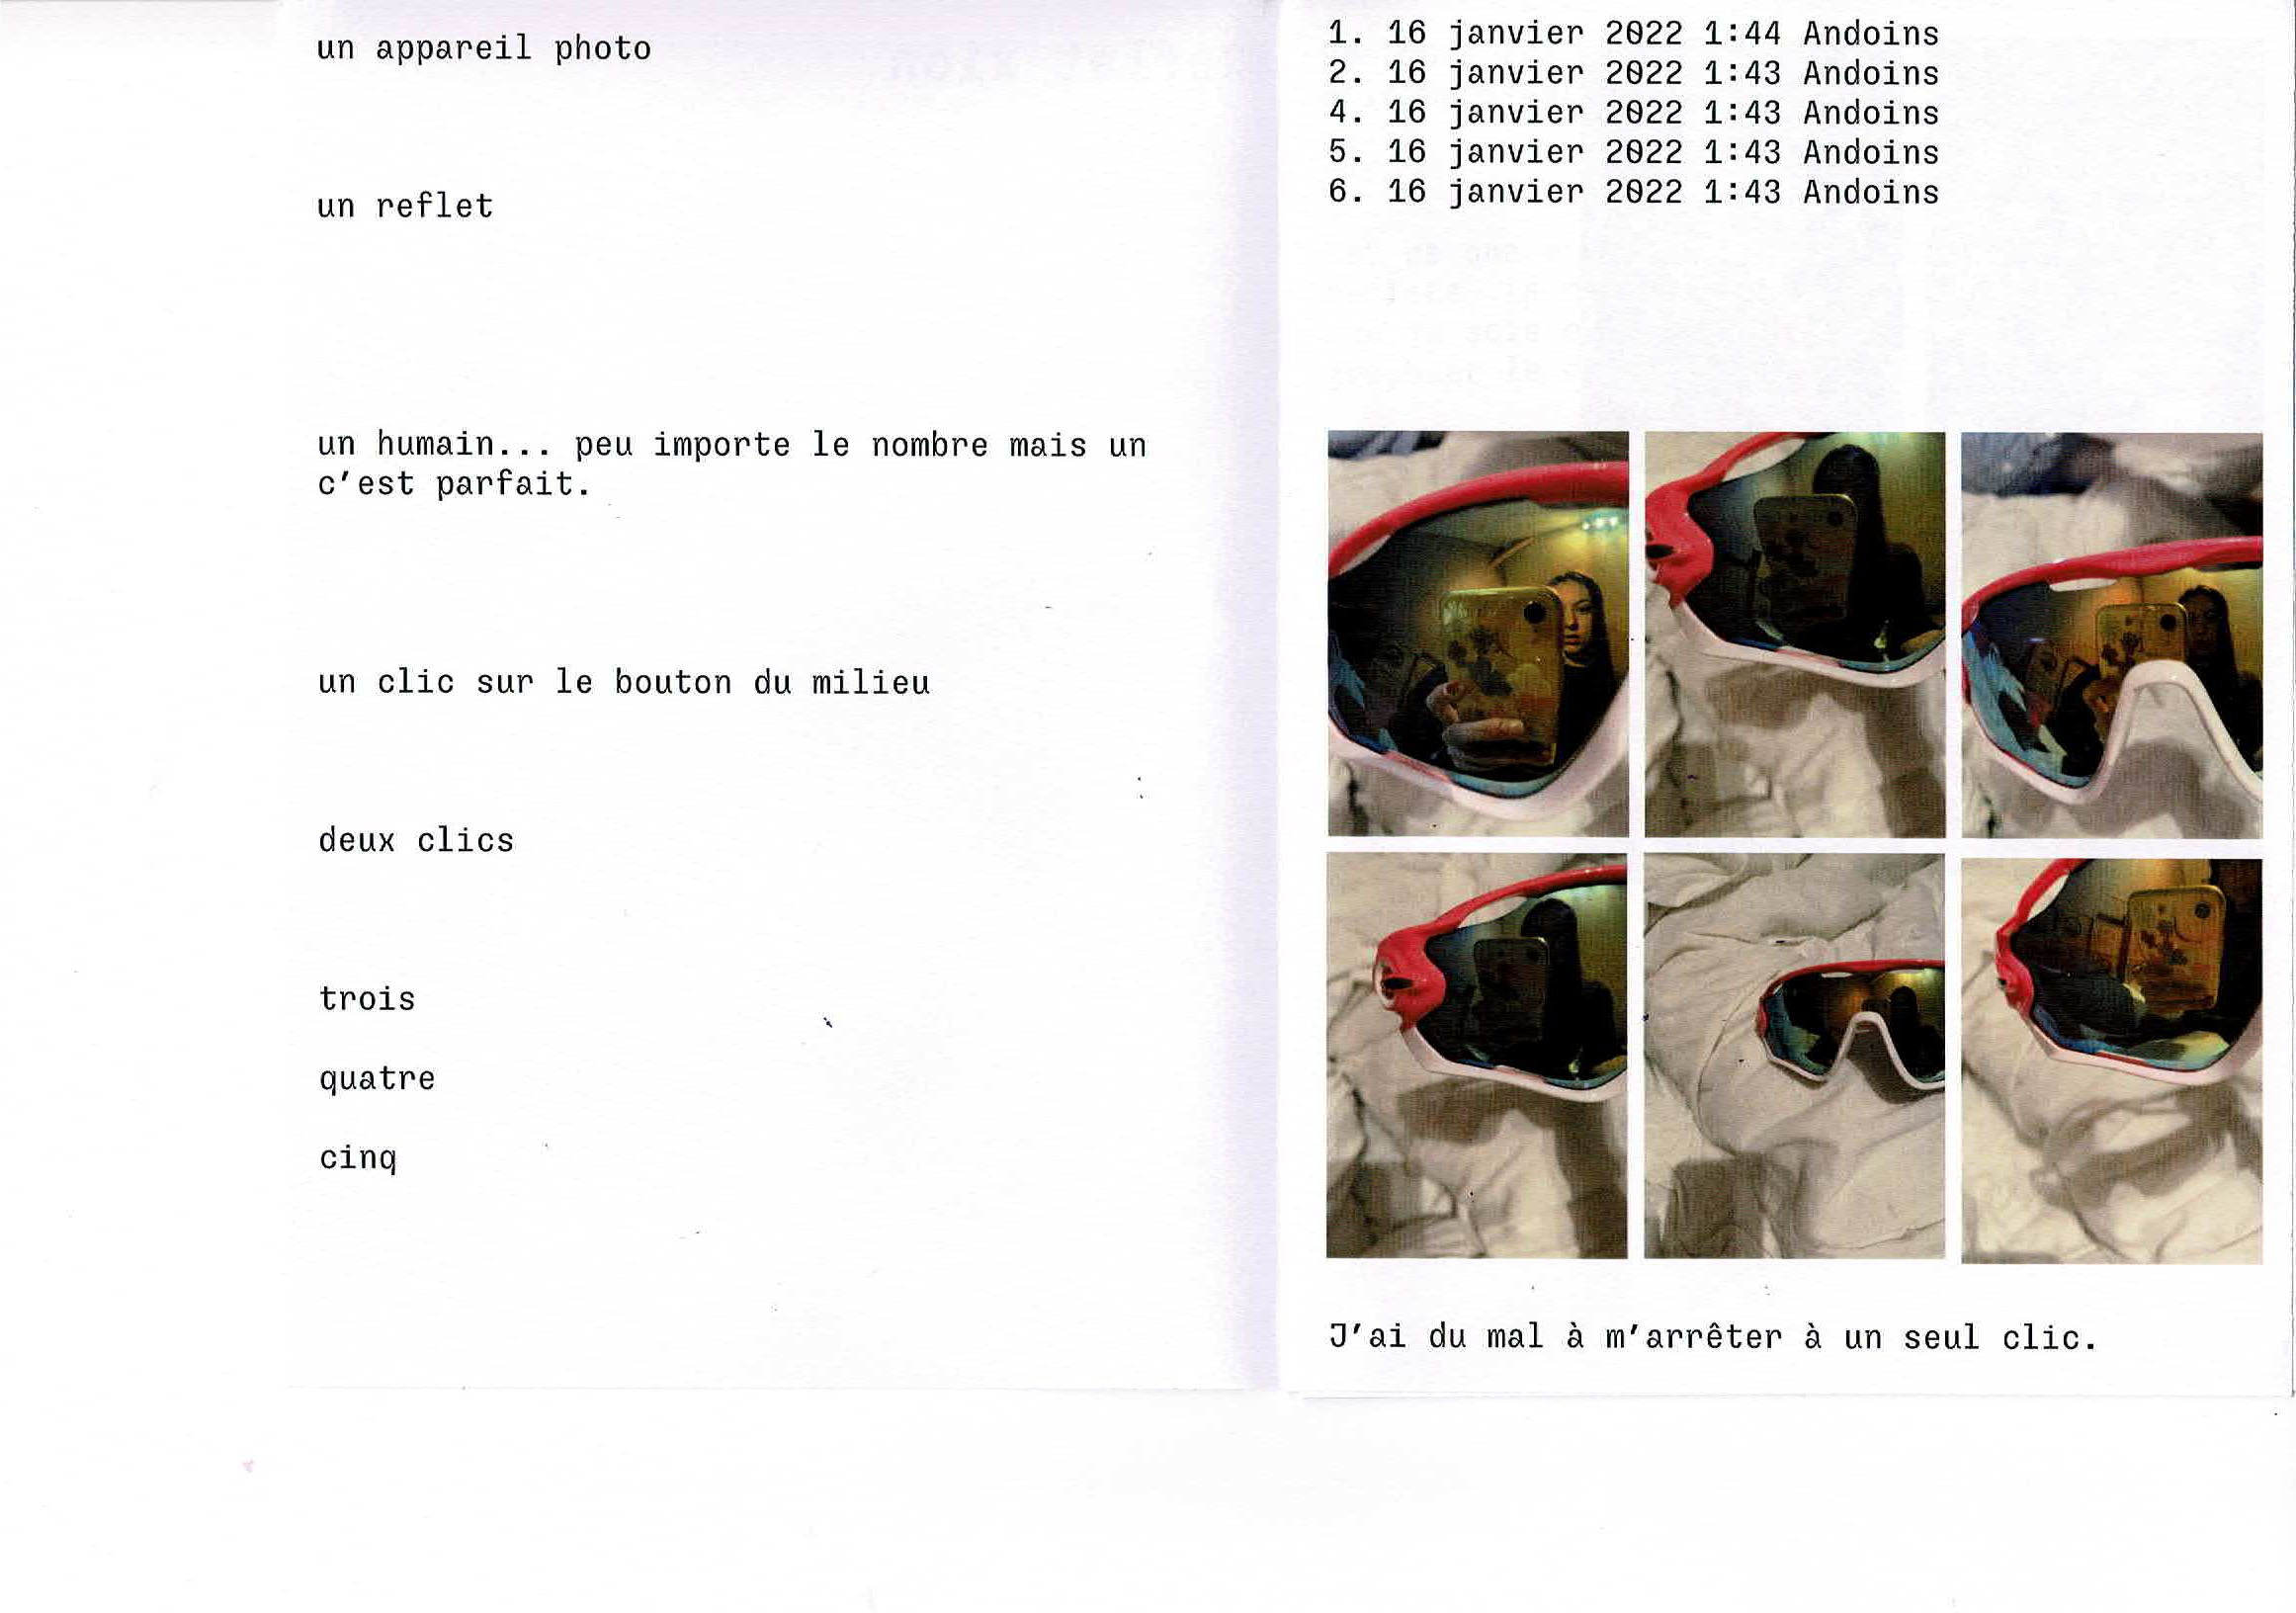 un appareil photo
un reflet
un humain... peu importe le nombre mais un
c'est parfait.
un clic sur le bouton du milieu
deux clics
trois
quatre
cinq
1. 16 janvier 2022 1:44 Andoins
2. 16 janvier 2022 1:43 Andoins
4. 16 janvier 2022 1:43 Andoins
5. 16 janvier 2022 1:43 Andoins
6. 16 janvier 2022 1:43 Andoins
J'ai du mal à m'arrêter à un seul clic.